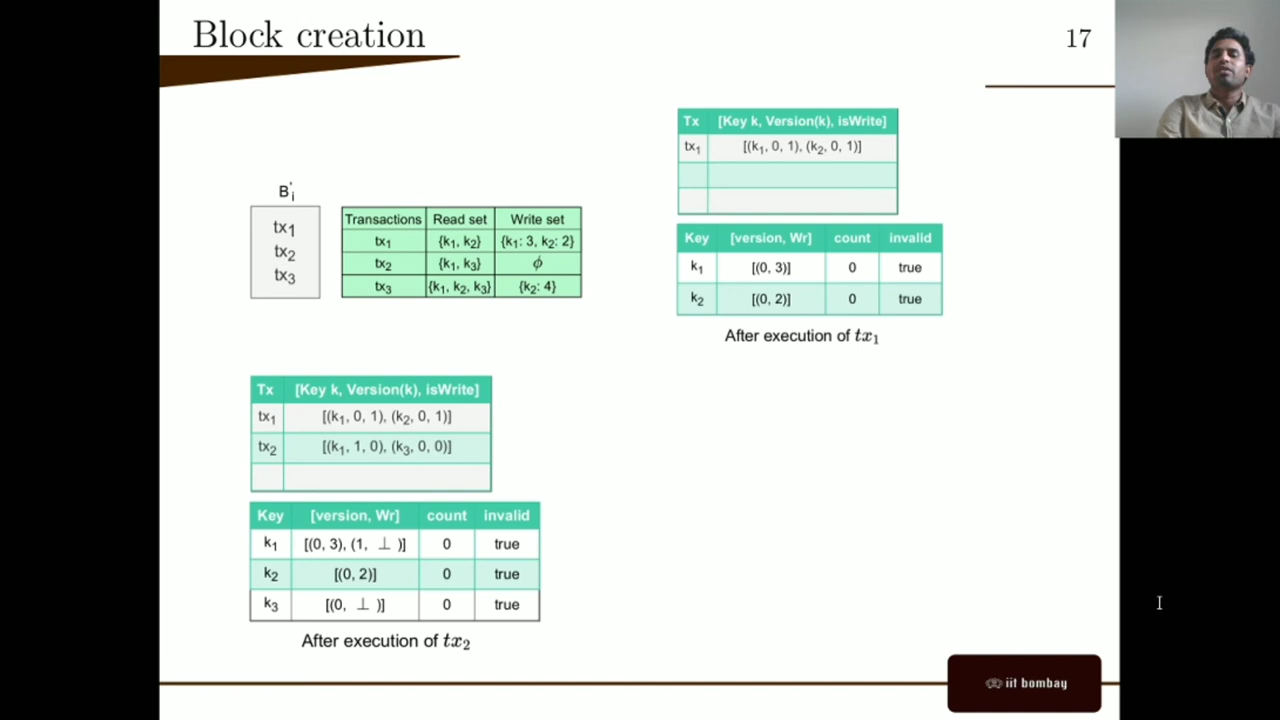 Block creation
17
B'i
tx1
tx2
tx3
Transactions Read set Write set
tx1 {k1, k2} {k1: 3, k2: 2}
tx2 {k1, k3} ϕ
tx3 {k1, k2, k3} {k2: 4}
Tx [Key k, Version(k), isWrite]
tx1 [(k1, 0, 1), (k2, 0, 1)]
Key [version, Wr] count invalid
k1 [(0, 3)] 0 true
k2 [(0, 2)] 0 true
After execution of tx1
Tx [Key k, Version(k), isWrite]
tx1 [(k1, 0, 1), (k2, 0, 1)]
tx2 [(k1, 1, 0), (k3, 0, 0)]
Key [version, Wr] count invalid
k1 [(0, 3), (1, ⊥ )] 0 true
k2 [(0, 2)] 0 true
k3 [(0, ⊥ )] 0 true
After execution of tx2
iit bombay